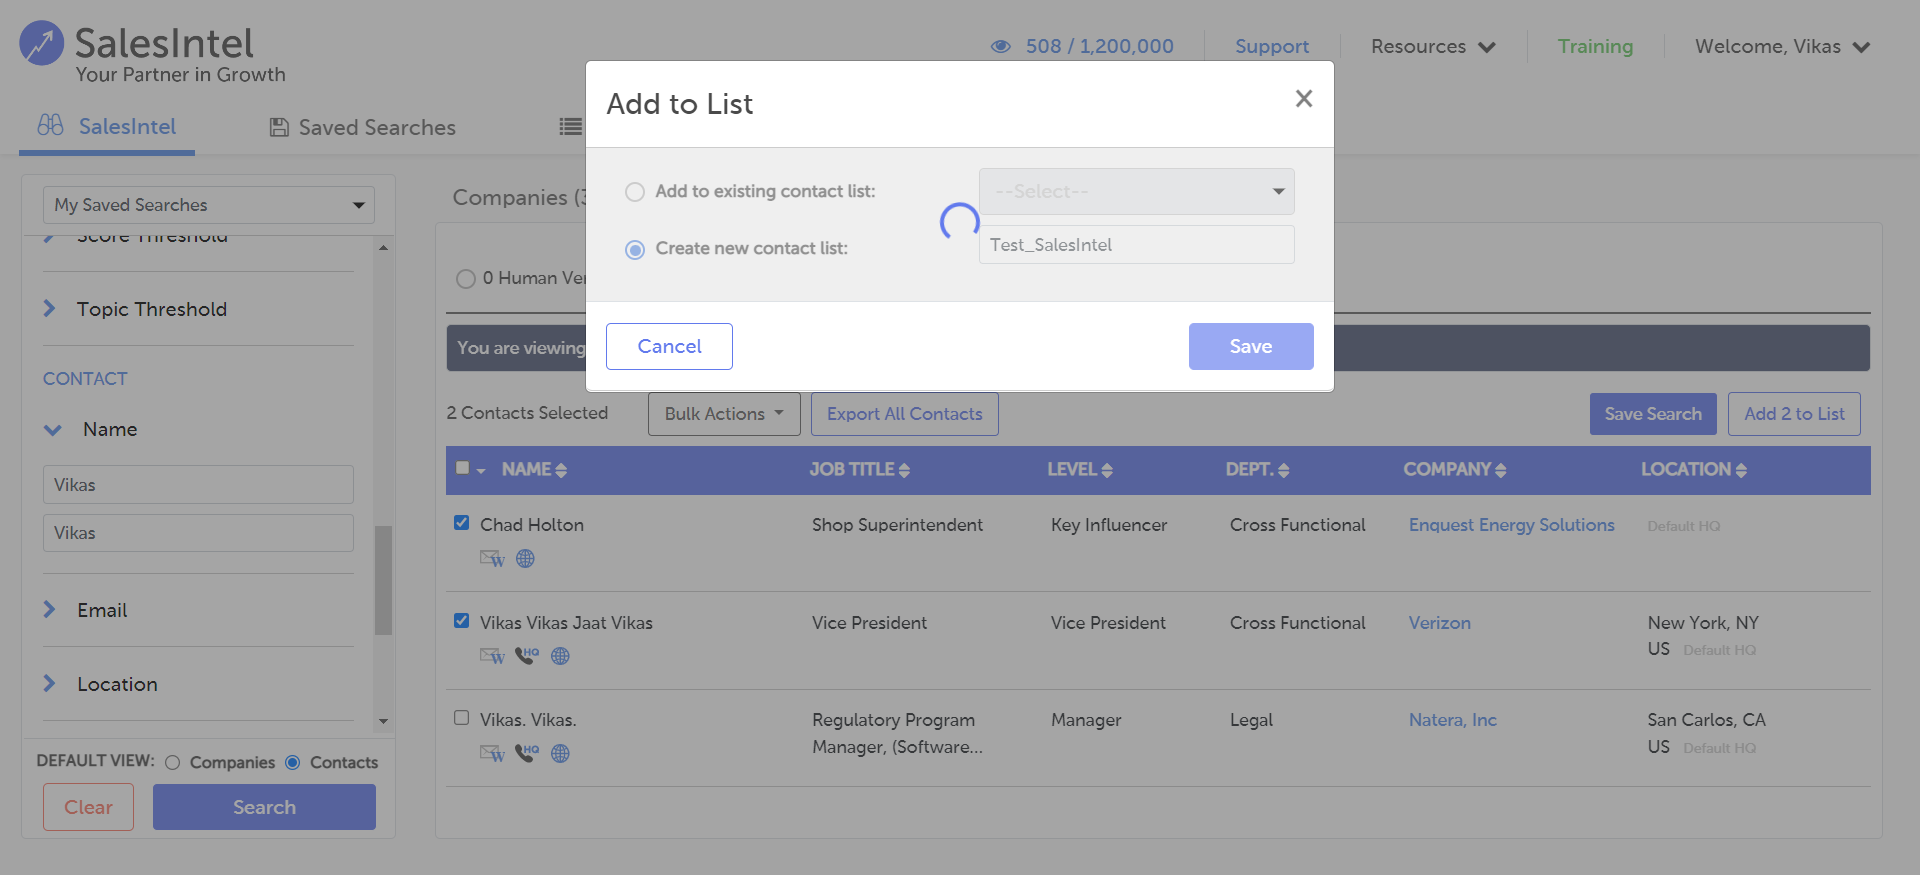 SalesIntel
Your Partner in Growth
508 / 1,200,000
Support
Resources
Training
Welcome, Vikas
SalesIntel
Saved Searches
Add to List
Add to existing contact list:
--Select--
Create new contact list:
Test_SalesIntel
Cancel
Save
My Saved Searches
Score Threshold
Topic Threshold
CONTACT
Name
Vikas
Vikas
Email
Location
DEFAULT VIEW: Companies Contacts
Clear
Search
Companies (
0 Human Ver
You are viewing
2 Contacts Selected
Bulk Actions
Export All Contacts
Save Search
Add 2 to List
NAME JOB TITLE LEVEL DEPT. COMPANY LOCATION
Chad Holton Shop Superintendent Key Influencer Cross Functional Enquest Energy Solutions Default HQ
W
Vikas Vikas Jaat Vikas Vice President Vice President Cross Functional Verizon New York, NY
US Default HQ
W HQ
Vikas. Vikas. Regulatory Program Manager Legal Natera, Inc San Carlos, CA
Manager, (Software... US Default HQ
W HQ